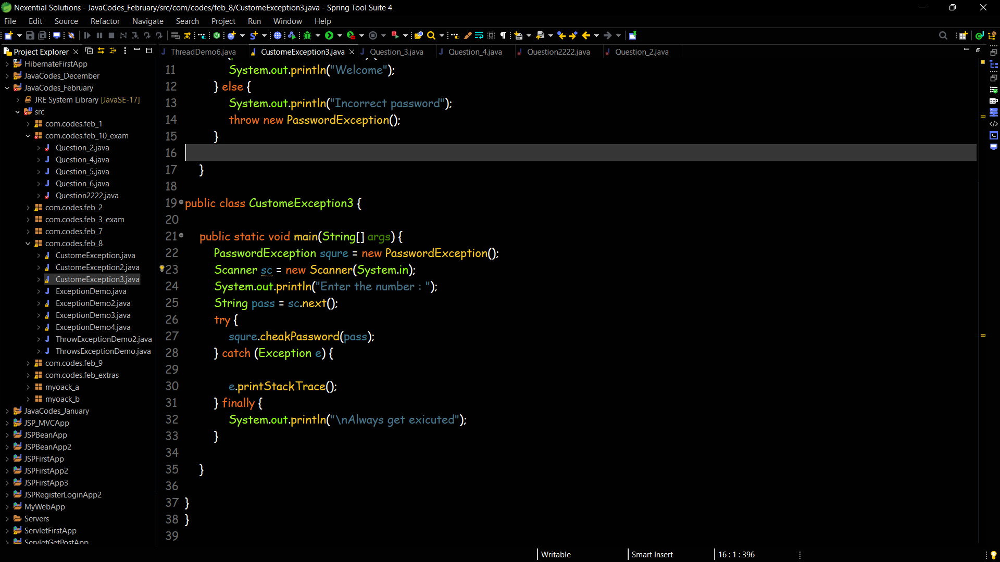 Nexential Solutions - JavaCodes_February/src/com/codes/feb_8/CustomeException3.java - Spring Tool Suite 4
File Edit Source Refactor Navigate Search Project Run Window Help
Project Explorer
ThreadDemo6.java CustomeException3.java Question_3.java Question_4.java Question2222.java Question_2.java
HibernateFirstApp
JavaCodes_December
JavaCodes_February
JRE System Library [JavaSE-17]
src
com.codes.feb_1
com.codes.feb_10_exam
Question_2.java
Question_4.java
Question_5.java
Question_6.java
Question2222.java
com.codes.feb_2
com.codes.feb_3_exam
com.codes.feb_7
com.codes.feb_8
CustomeException.java
CustomeException2.java
CustomeException3.java
ExceptionDemo.java
ExceptionDemo2.java
ExceptionDemo3.java
ExceptionDemo4.java
ThrowExceptionDemo2.java
ThrowsExceptionDemo.java
com.codes.feb_9
com.codes.feb_extras
myoack_a
myoack_b
JavaCodes_January
JSP_MVCApp
JSPBeanApp
JSPBeanApp2
JSPFirstApp
JSPFirstApp2
JSPFirstApp3
JSPRegisterLoginApp2
MyWebApp
Servers
ServletFirstApp
ServletGetPostApp
11 System.out.println("Welcome");
12 } else {
13 System.out.println("Incorrect password");
14 throw new PasswordException();
15 }
16
17 }
18
19 public class CustomeException3 {
20
21 public static void main(String[] args) {
22 PasswordException squre = new PasswordException();
23 Scanner sc = new Scanner(System.in);
24 System.out.println("Enter the number : ");
25 String pass = sc.next();
26 try {
27 squre.cheakPassword(pass);
28 } catch (Exception e) {
29
30 e.printStackTrace();
31 } finally {
32 System.out.println("\nAlways get exicuted");
33 }
34
35 }
36
37 }
38 }
39
Writable Smart Insert 16 : 1 : 396